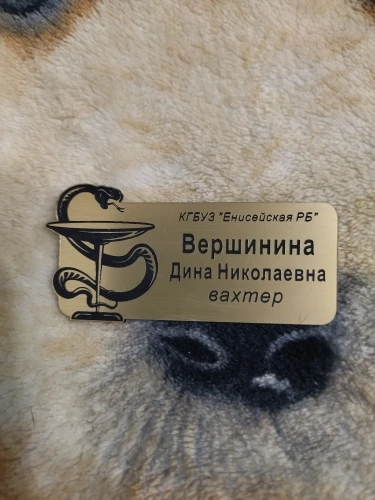 КГБУЗ "Енисейская РБ"
Вершинина
Дина Николаевна
вахтер